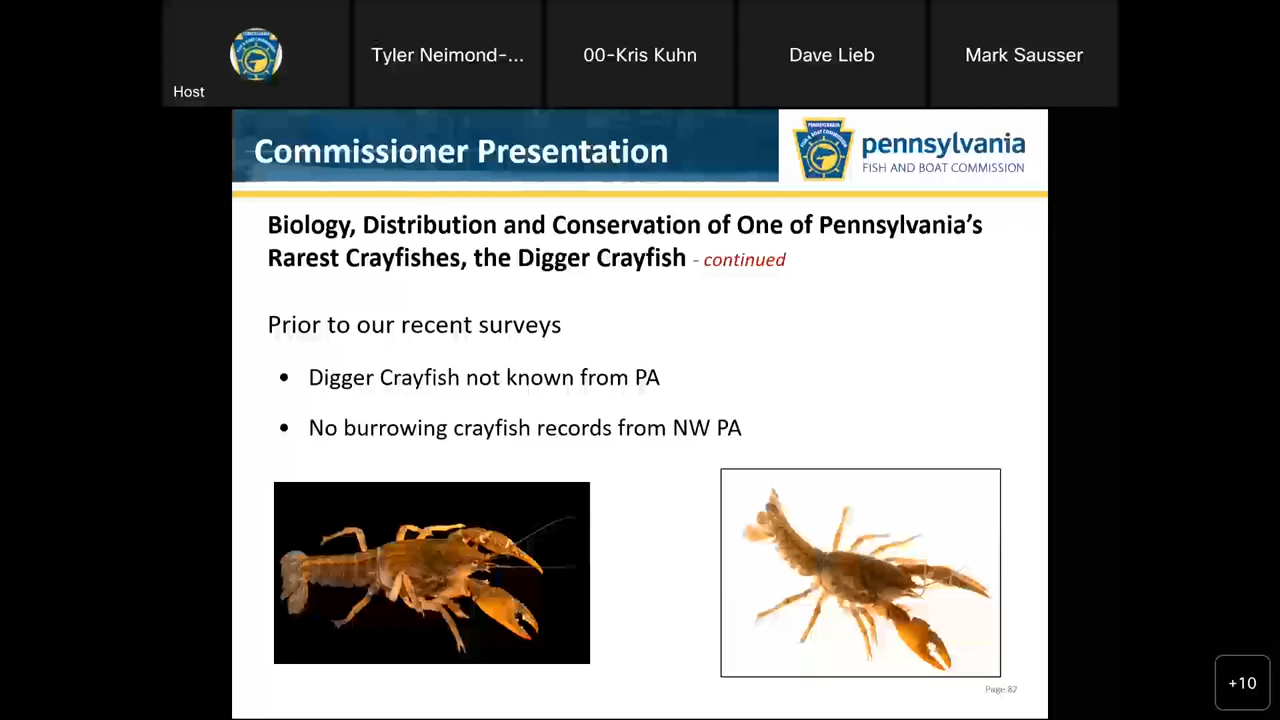 Host
Tyler Neimond-...
00-Kris Kuhn
Dave Lieb
Mark Sausser
Commissioner Presentation
pennsylvania
FISH AND BOAT COMMISSION
Biology, Distribution and Conservation of One of Pennsylvania's
Rarest Crayfishes, the Digger Crayfish - continued
Prior to our recent surveys
• Digger Crayfish not known from PA
• No burrowing crayfish records from NW PA
Page 82
+10